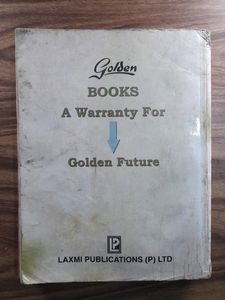 Golden
BOOKS
A Warranty For
Golden Future
LP
LAXMI PUBLICATIONS (P) LTD